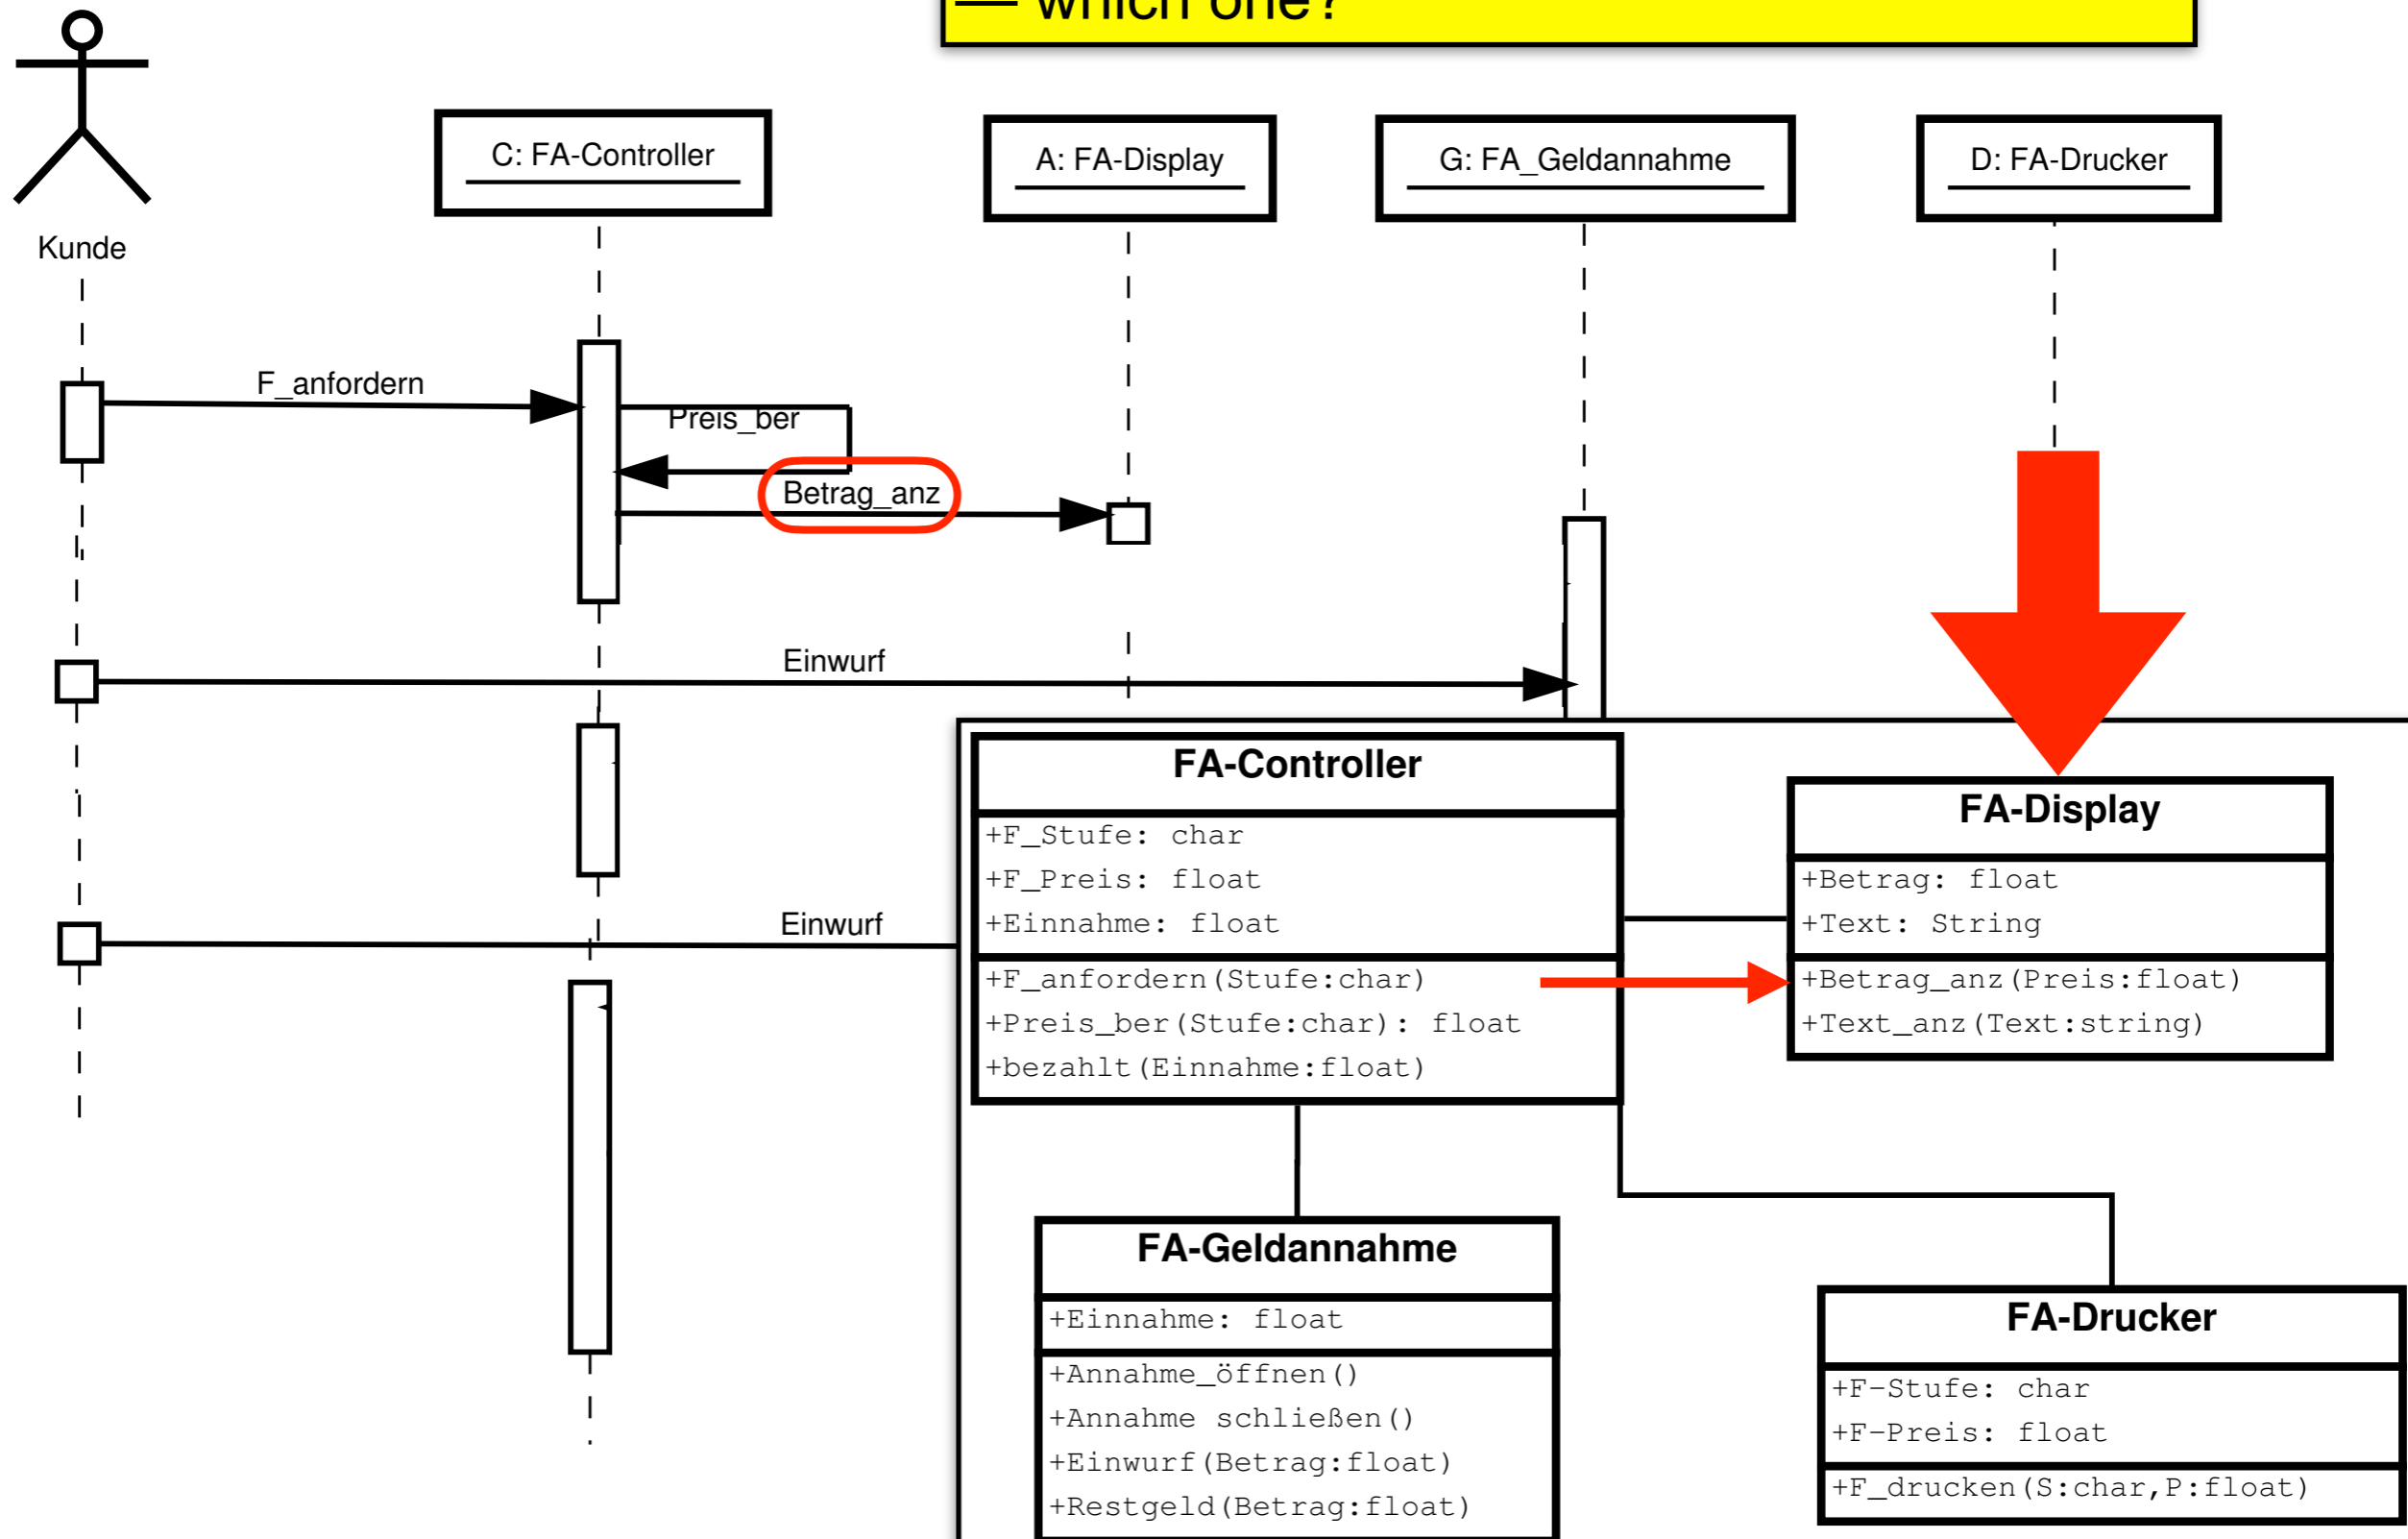 — which one?
C: FA-Controller
A: FA-Display
G: FA_Geldannahme
D: FA-Drucker
Kunde
F_anfordern
Preis_ber
Betrag_anz
Einwurf
Einwurf
FA-Controller
+F_Stufe: char
+F_Preis: float
+Einnahme: float
+F_anfordern(Stufe:char)
+Preis_ber(Stufe:char): float
+bezahlt(Einnahme:float)
FA-Display
+Betrag: float
+Text: String
+Betrag_anz(Preis:float)
+Text_anz(Text:string)
FA-Geldannahme
+Einnahme: float
+Annahme_öffnen()
+Annahme schließen()
+Einwurf(Betrag:float)
+Restgeld(Betrag:float)
FA-Drucker
+F-Stufe: char
+F-Preis: float
+F_drucken(S:char,P:float)